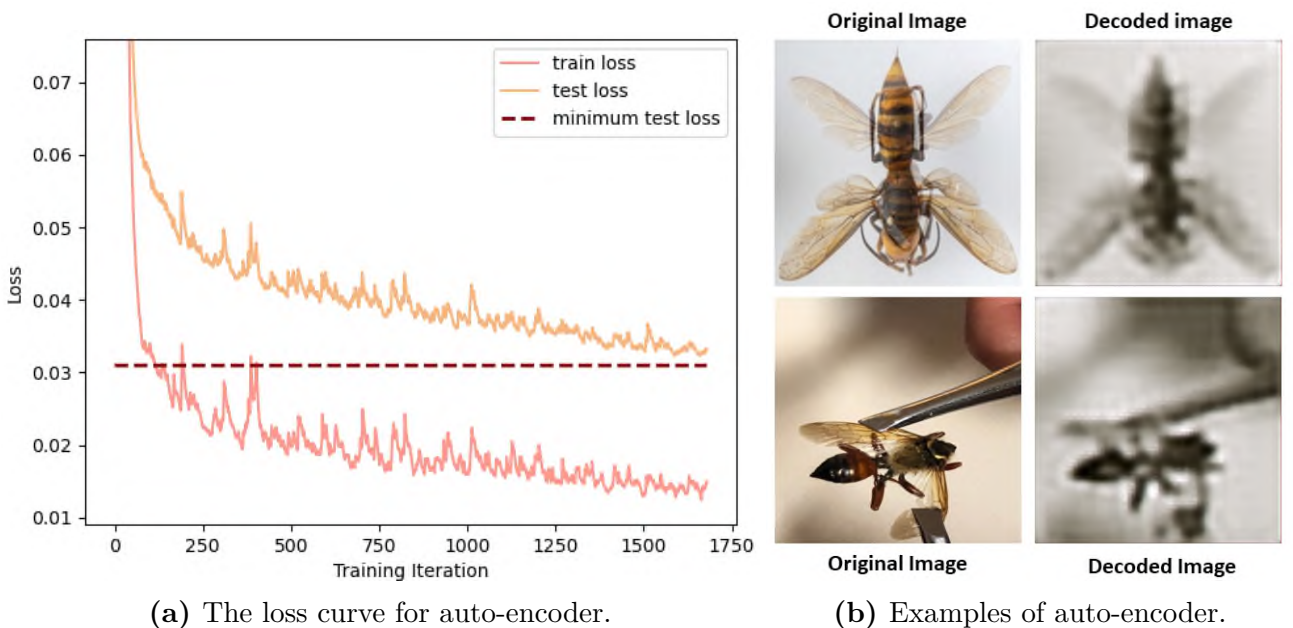 Original Image
Decoded image
train loss
test loss
minimum test loss
0.07
0.06
0.05
0.04
0.03
0.02
0.01
Loss
0
250
500
750
1000
1250
1500
1750
Training Iteration
Original Image
Decoded Image
(a) The loss curve for auto-encoder.
(b) Examples of auto-encoder.